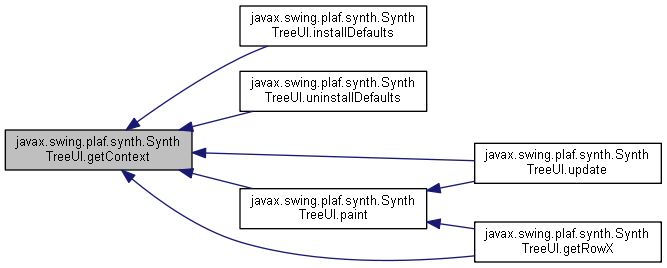 javax.swing.plaf.synth.Synth
TreeUI.installDefaults
javax.swing.plaf.synth.Synth
TreeUI.uninstallDefaults
javax.swing.plaf.synth.Synth
TreeUI.getContext
javax.swing.plaf.synth.Synth
TreeUI.update
javax.swing.plaf.synth.Synth
TreeUI.paint
javax.swing.plaf.synth.Synth
TreeUI.getRowX